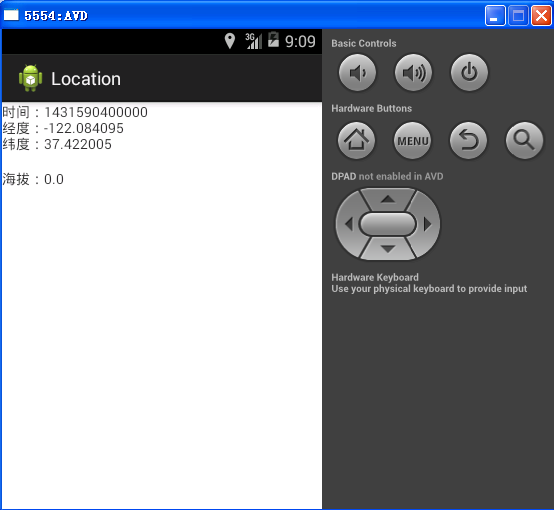 5554:AVD
3G 9:09
Location
时间：1431590400000
经度：-122.084095
纬度：37.422005
海拔：0.0
Basic Controls
Hardware Buttons
MENU
DPAD not enabled in AVD
Hardware Keyboard
Use your physical keyboard to provide input